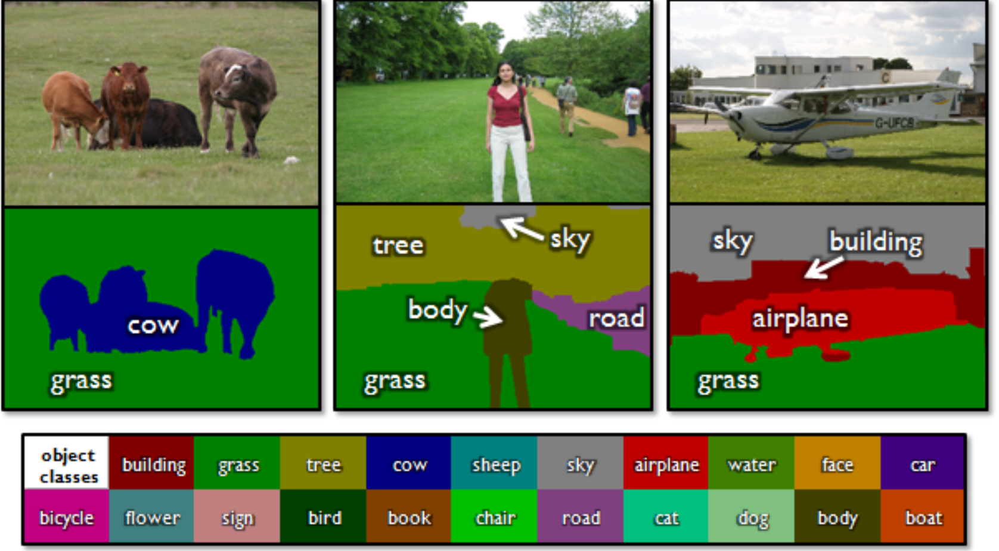 C
G-UFCB
cow
grass
tree
sky
body
road
grass
sky
building
airplane
grass
object classes
building
grass
tree
cow
sheep
sky
airplane
water
face
car
bicycle
flower
sign
bird
book
chair
road
cat
dog
body
boat